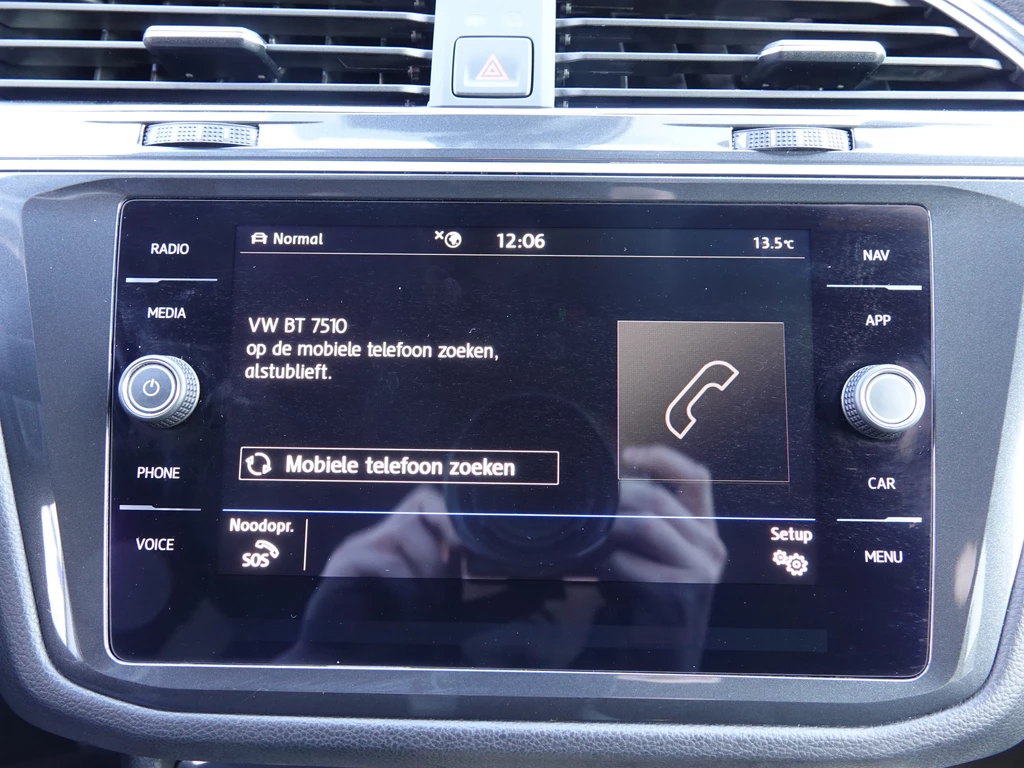 RADIO
MEDIA
PHONE
VOICE
Normal 12:06 13.5°C
VW BT 7510
op de mobiele telefoon zoeken,
alstublieft.
Mobiele telefoon zoeken
Noodopr.
SOS
Setup
NAV
APP
CAR
MENU